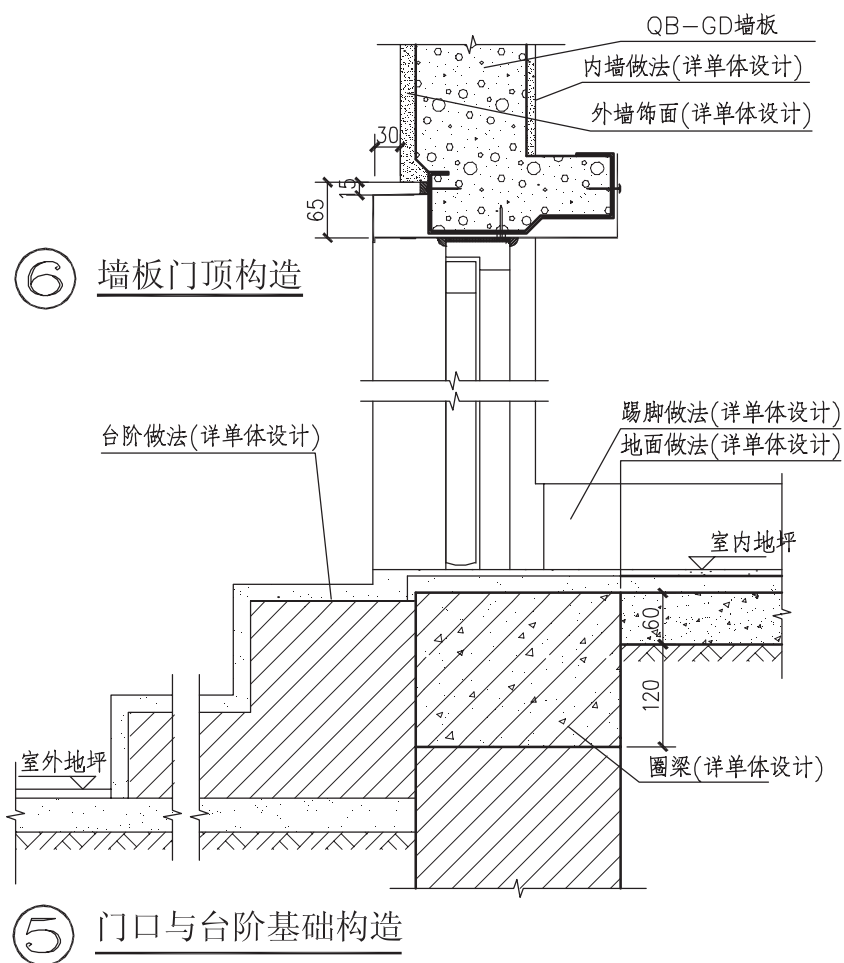 QB-GD墙板
内墙做法(详单体设计)
外墙饰面(详单体设计)
30
15
65
⑥ 墙板门顶构造
踢脚做法(详单体设计)
台阶做法(详单体设计)
地面做法(详单体设计)
室内地坪
60
120
室外地坪
圈梁(详单体设计)
⑤ 门口与台阶基础构造